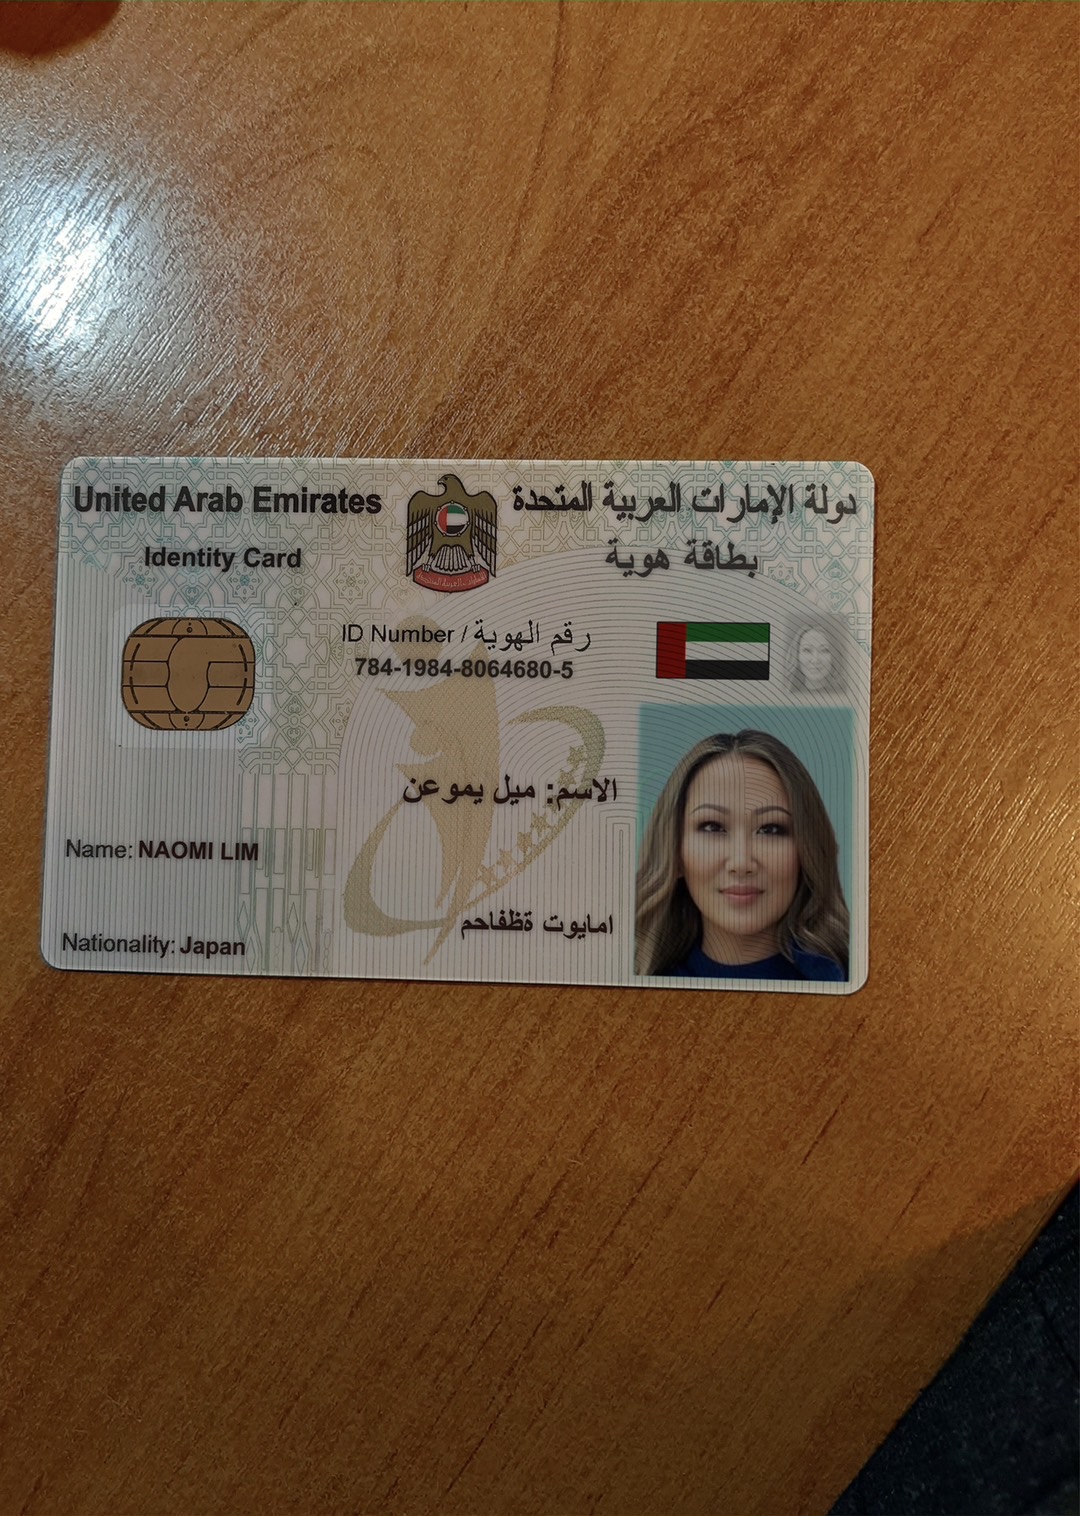 United Arab Emirates
دولة الإمارات العربية المتحدة
Identity Card
بطاقة هوية
ID Number / رقم الهوية
784-1984-8064680-5
الاسم: ميل يموعن
Name: NAOMI LIM
امايوت ةظفاحم
Nationality: Japan